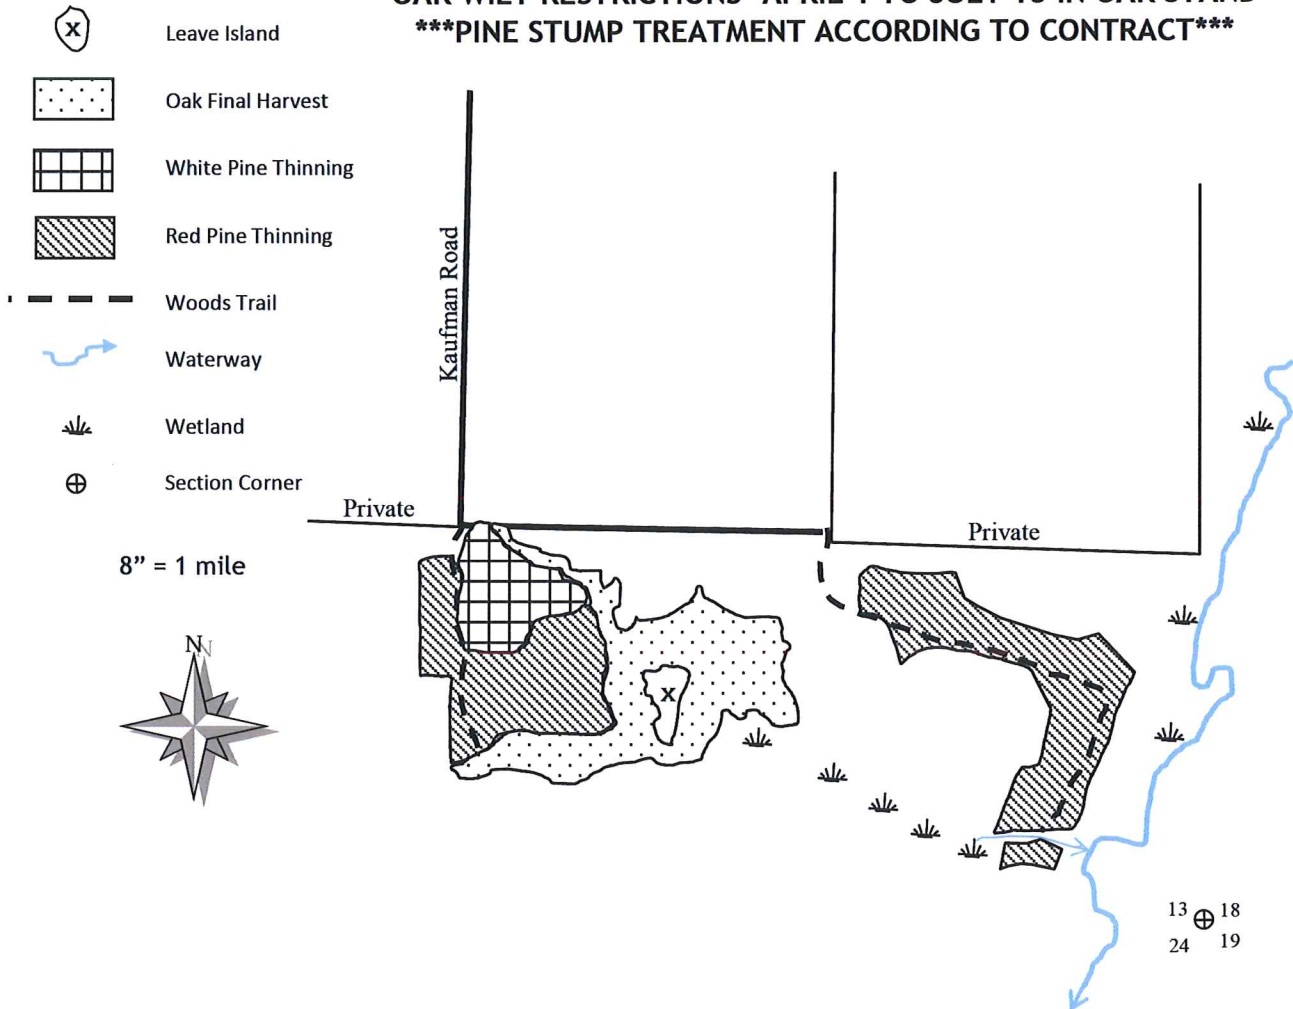 ***PINE STUMP TREATMENT ACCORDING TO CONTRACT***
X
Leave Island
Oak Final Harvest
White Pine Thinning
Red Pine Thinning
Woods Trail
Waterway
Wetland
Section Corner
Kaufman Road
Private
Private
8” = 1 mile
N
X
13 18
24 19